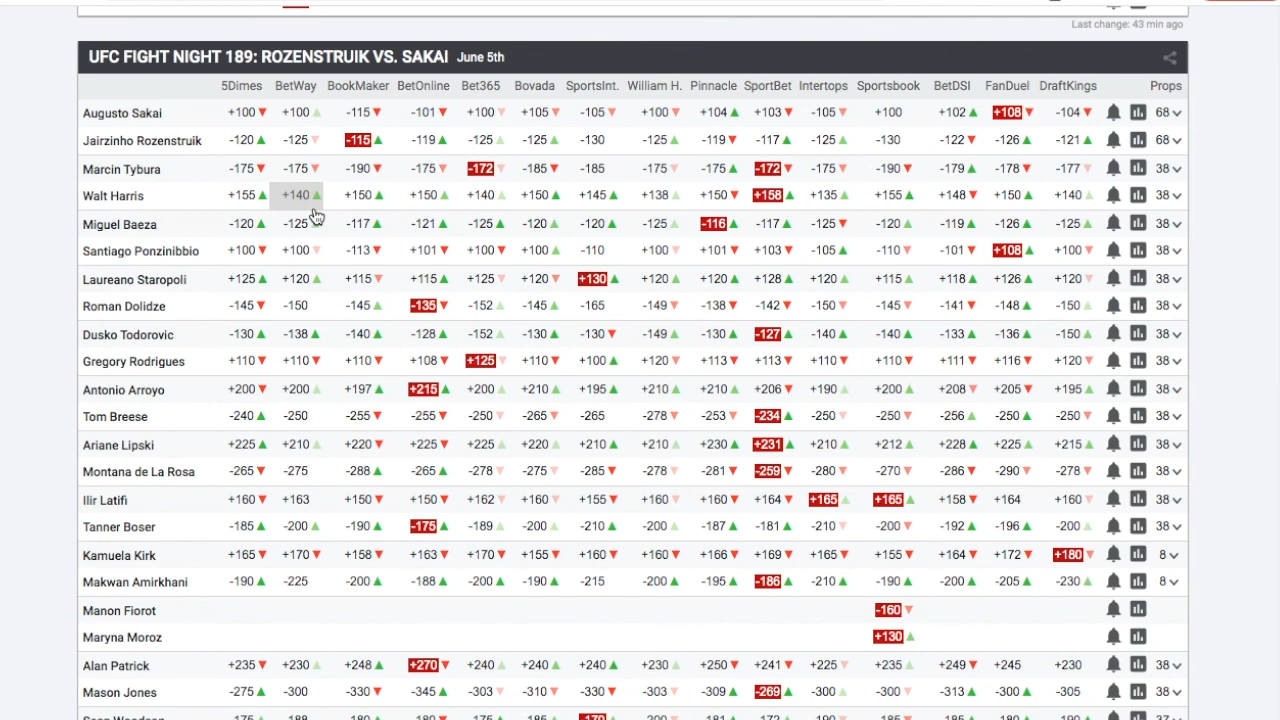 Last change: 43 min ago
UFC FIGHT NIGHT 189: ROZENSTRUIK VS. SAKAI June 5th
5Dimes BetWay BookMaker BetOnline Bet365 Bovada SportsInt. William H. Pinnacle SportBet Intertops Sportsbook BetDSI FanDuel DraftKings Props
Augusto Sakai +100 +100 -115 -101 +100 +105 -105 +100 +104 +103 -105 +100 +102 +108 -104 68
Jairzinho Rozenstruik -120 -125 -115 -119 -125 -125 -130 -121 -119 -117 -125 -130 -122 -126 -121 68
Marcin Tybura -175 -175 -190 -175 -172 -185 -185 -175 -175 -172 -175 -190 -179 -178 -177 38
Walt Harris +155 +140 +150 +150 +140 +150 +145 +138 +150 +158 +135 +155 +148 +150 +140 38
Miguel Baeza -120 -125 -117 -119 -125 -120 -120 -125 -116 -117 -125 -120 -119 -126 -125 38
Santiago Ponzinibbio +100 +100 -113 -101 +100 +100 -110 +100 -101 +103 -105 -110 -101 +108 +100 38
Laureano Staropoli +125 +120 +115 +115 +125 +120 +130 +120 +120 +128 +120 +115 +118 +126 +120 38
Roman Dolidze -145 -150 -145 -135 -152 -145 -165 -149 -138 -142 -150 -145 -141 -148 -150 38
Dusko Todorovic -130 -138 -140 -128 -152 -130 -130 -149 -130 -127 -140 -140 -133 -136 -150 38
Gregory Rodrigues +110 +110 +110 +108 +125 +110 +100 +120 +113 +113 +110 +110 +111 +116 +120 38
Antonio Arroyo +200 +197 +215 +200 +210 +195 +210 +210 +206 +190 +200 +208 +205 +195 38
Tom Breese -240 -250 -255 -255 -250 -265 -265 -278 -253 -234 -250 -250 -256 -250 -250 38
Ariane Lipski +225 +210 +220 +225 +220 +210 +210 +230 +231 +210 +212 +228 +225 +215 38
Montana de La Rosa -265 -275 -288 -265 -278 -275 -285 -278 -281 -259 -280 -270 -286 -290 -278 38
Ilir Latifi +160 +163 +150 +150 +162 +160 +155 +160 +160 +164 +165 +165 +158 +164 +160 38
Tanner Boser -185 -200 -190 -175 -189 -200 -210 -200 -187 -181 -210 -200 -192 -196 -200 38
Kamuela Kirk +165 +170 +158 +163 +170 +155 +160 +160 +166 +169 +165 +155 +164 +172 +180 8
Makwan Amirkhani -190 -225 -200 -188 -200 -190 -215 -200 -195 -186 -210 -190 -200 -205 -230 8
Manon Fiorot -160
Maryna Moroz +130
Alan Patrick +235 +230 +248 +270 +240 +240 +240 +230 +250 +241 +225 +235 +249 +245 +230 38
Mason Jones -275 -300 -330 -345 -303 -310 -330 -303 -309 -269 -300 -300 -313 -300 -305 38